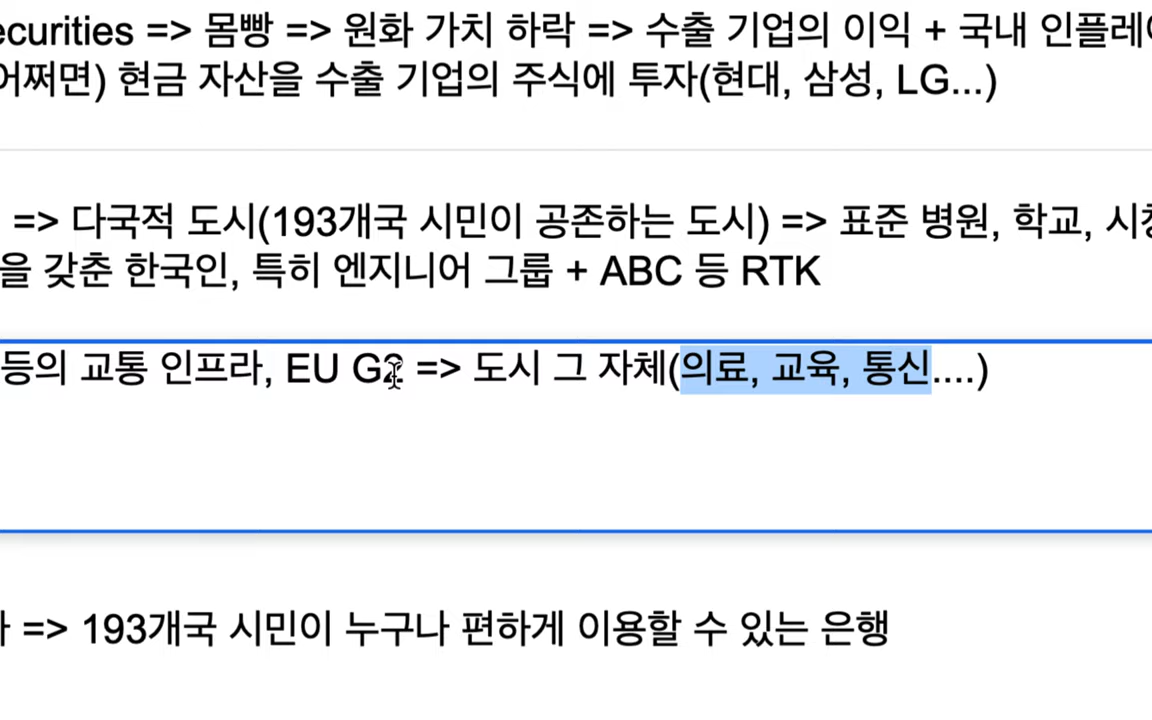 ecurities => 몸빵 => 원화 가치 하락 => 수출 기업의 이익 + 국내 인플레
어쩌면) 현금 자산을 수출 기업의 주식에 투자(현대, 삼성, LG...)
=> 다국적 도시(193개국 시민이 공존하는 도시) => 표준 병원, 학교, 시청
을 갖춘 한국인, 특히 엔지니어 그룹 + ABC 등 RTK
등의 교통 인프라, EU G2 => 도시 그 자체(의료, 교육, 통신....)
=> 193개국 시민이 누구나 편하게 이용할 수 있는 은행